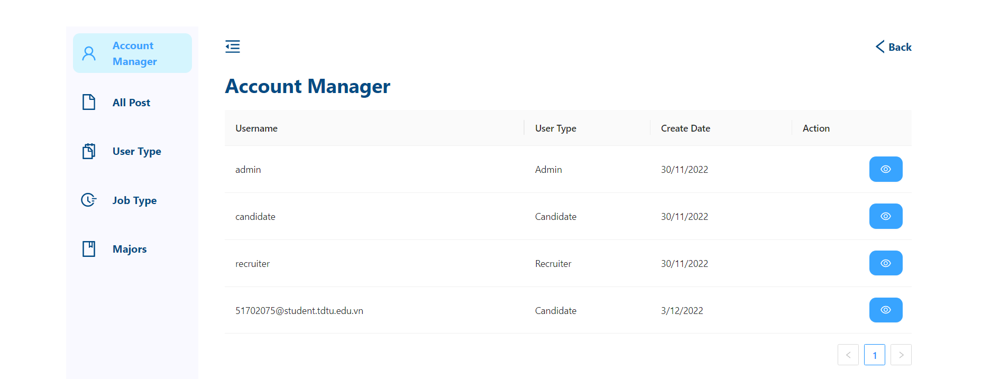 Account
Manager
All Post
User Type
Job Type
Majors
Back
Account Manager
Username User Type Create Date Action
admin Admin 30/11/2022
candidate Candidate 30/11/2022
recruiter Recruiter 30/11/2022
51702075@student.tdtu.edu.vn Candidate 3/12/2022
1